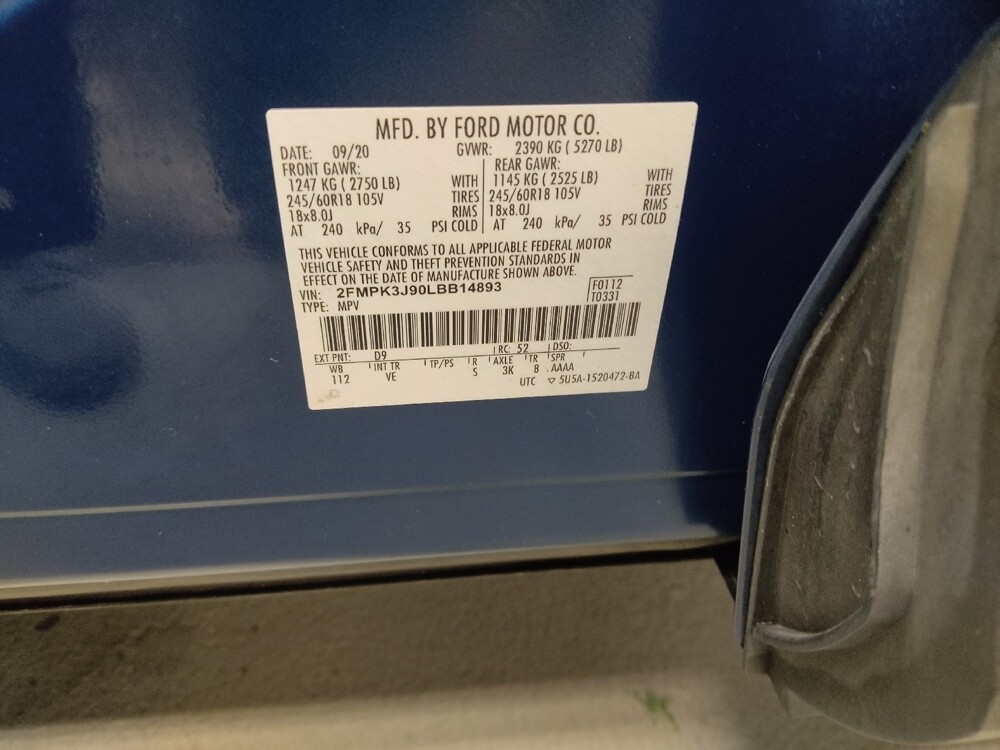 MFD. BY FORD MOTOR CO.
DATE: 09/20 GVWR: 2390 KG ( 5270 LB)
FRONT GAWR: REAR GAWR:
1247 KG ( 2750 LB) WITH 1145 KG ( 2525 LB) WITH
245/60R18 105V TIRES 245/60R18 105V TIRES
18x8.0J RIMS 18x8.0J RIMS
AT 240 kPa/ 35 PSI COLD AT 240 kPa/ 35 PSI COLD
THIS VEHICLE CONFORMS TO ALL APPLICABLE FEDERAL MOTOR
VEHICLE SAFETY AND THEFT PREVENTION STANDARDS IN
EFFECT ON THE DATE OF MANUFACTURE SHOWN ABOVE.
VIN: 2FMPK3J90LBB14893 F0112
TYPE: MPV T0331
EXT PNT: D9 RC: 52 DSO:
WB INT TR TP/PS R AXLE TR SPR
112 VE S 3K 8 AAAA
UTC ▽ 5U5A-1520472-BA